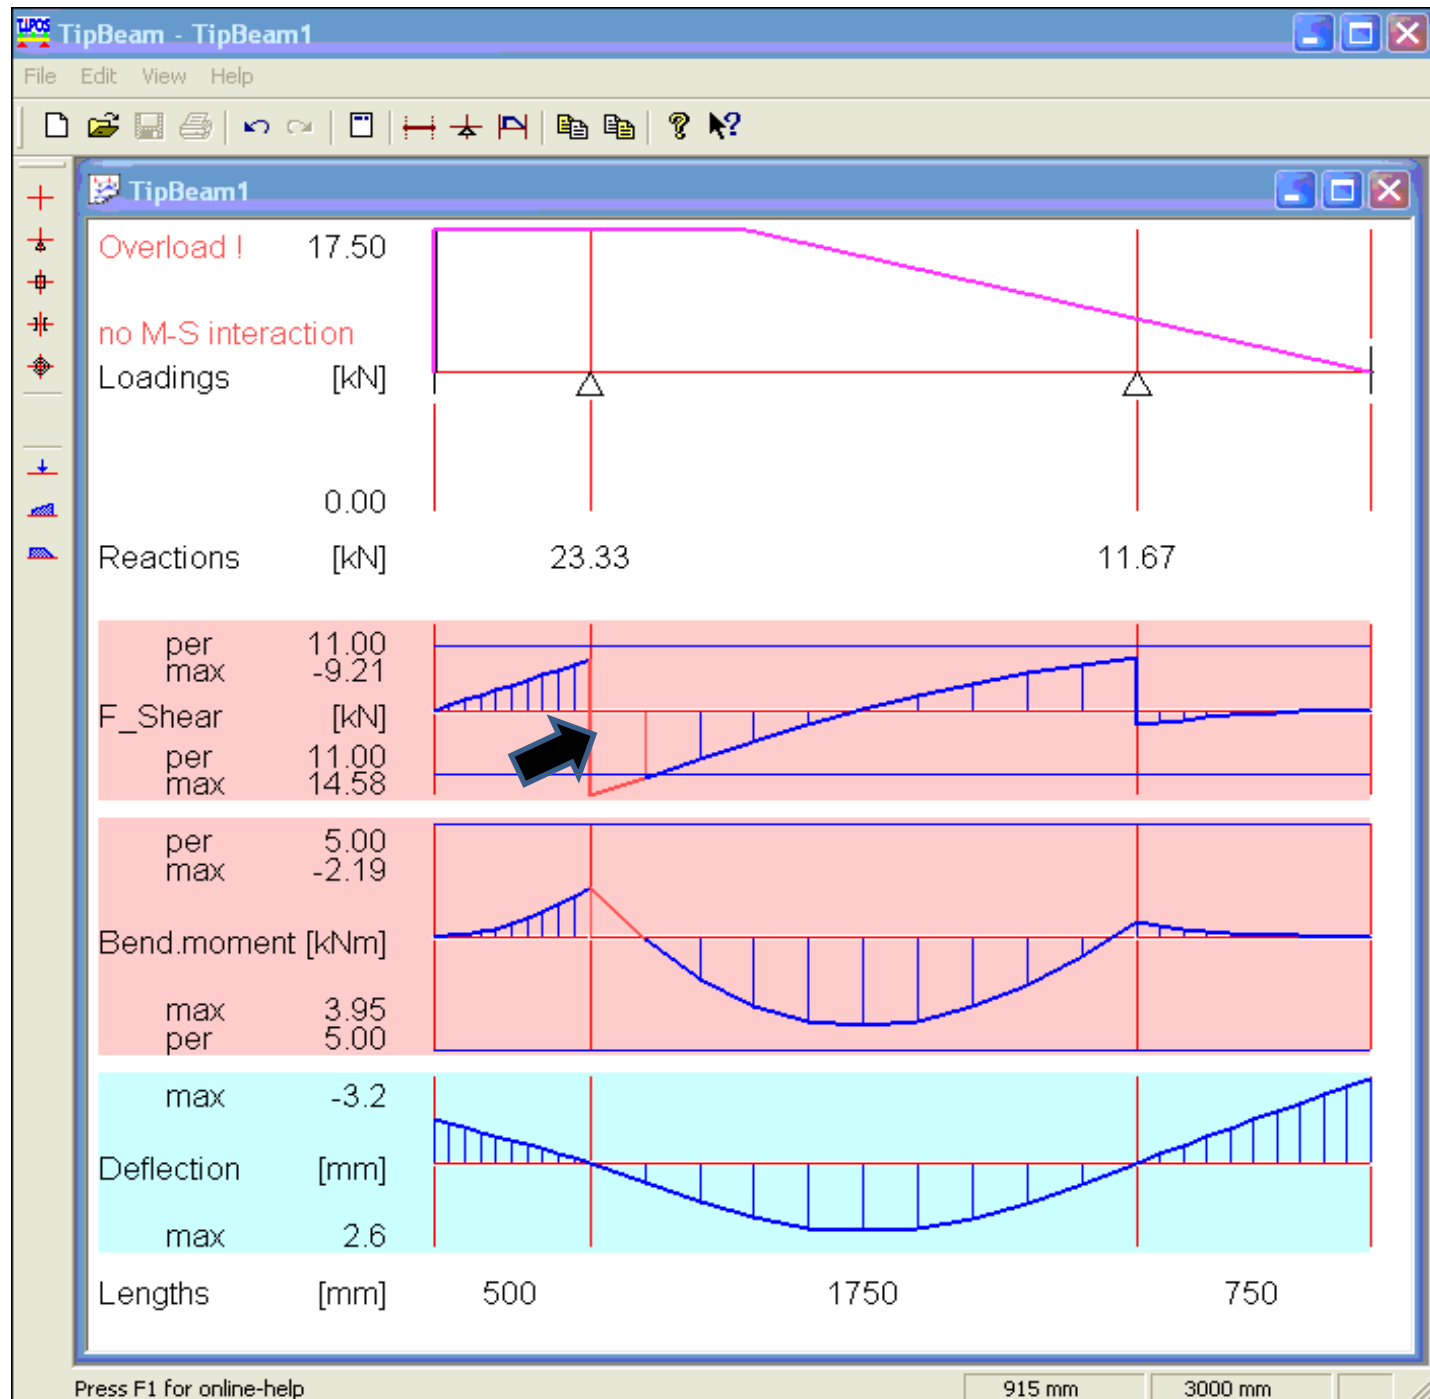 TIPOS TipBeam - TipBeam1
File Edit View Help
TipBeam1
Overload ! 17.50
no M-S interaction
Loadings [kN]
0.00
Reactions [kN] 23.33 11.67
per 11.00
max -9.21
F_Shear [kN]
per 11.00
max 14.58
per 5.00
max -2.19
Bend.moment [kNm]
max 3.95
per 5.00
max -3.2
Deflection [mm]
max 2.6
Lengths [mm] 500 1750 750
Press F1 for online-help 915 mm 3000 mm